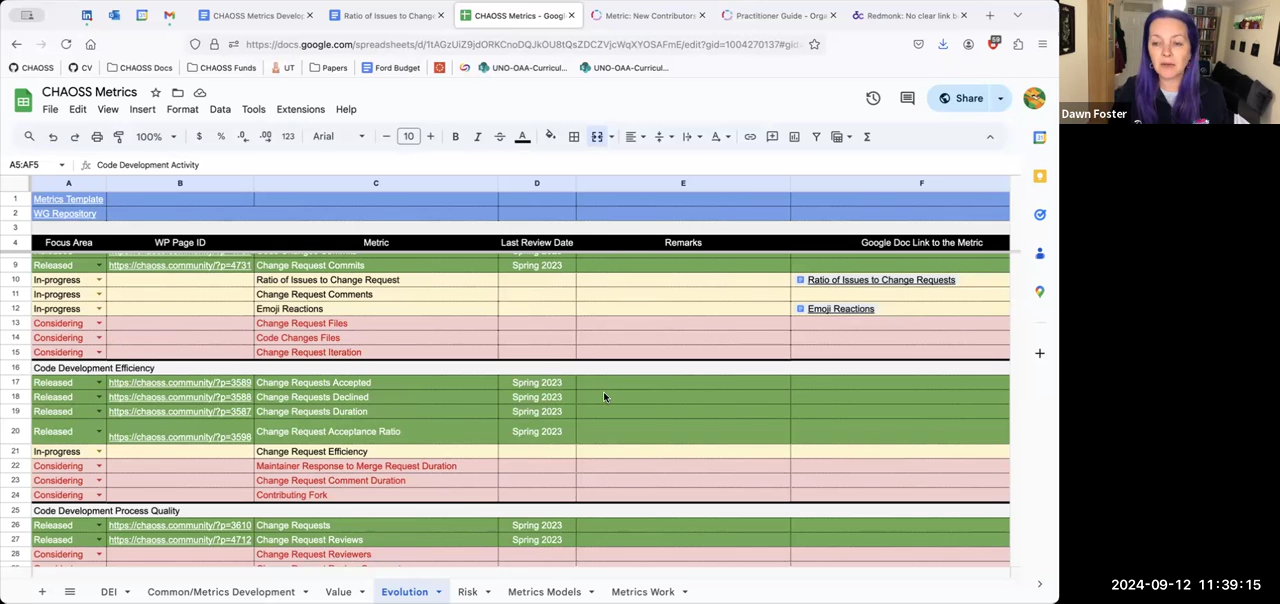 CHAOSS Metrics Develo
Ratio of Issues to Change
CHAOSS Metrics - Goog
Metric: New Contributors
Practitioner Guide - Orga
Redmonk: No clear link b
https://docs.google.com/spreadsheets/d/1tAGzUiZ9jdORKCnoDQJkOU8tQsZDCZVjcWqXYOSAFmE/edit?gid=1004270137#gid
59
CHAOSS
CV
CHAOSS Docs
CHAOSS Funds
UT
Papers
Ford Budget
UNO-OAA-Curricul...
UNO-OAA-Curricul...
CHAOSS Metrics
File Edit View Insert Format Data Tools Extensions Help
Share
100% $ % .0 .00 123 Arial 10 B I A
A5:AF5 fx Code Development Activity
A B C D E F
1 Metrics Template
2 WG Repository
3
4 Focus Area WP Page ID Metric Last Review Date Remarks Google Doc Link to the Metric
9 Released https://chaoss.community/?p=4731 Change Request Commits Spring 2023
10 In-progress Ratio of Issues to Change Request Ratio of Issues to Change Requests
11 In-progress Change Request Comments
12 In-progress Emoji Reactions Emoji Reactions
13 Considering Change Request Files
14 Considering Code Changes Files
15 Considering Change Request Iteration
16 Code Development Efficiency
17 Released https://chaoss.community/?p=3589 Change Requests Accepted Spring 2023
18 Released https://chaoss.community/?p=3588 Change Requests Declined Spring 2023
19 Released https://chaoss.community/?p=3587 Change Requests Duration Spring 2023
20 Released https://chaoss.community/?p=3598 Change Request Acceptance Ratio Spring 2023
21 In-progress Change Request Efficiency
22 Considering Maintainer Response to Merge Request Duration
23 Considering Change Request Comment Duration
24 Considering Contributing Fork
25 Code Development Process Quality
26 Released https://chaoss.community/?p=3610 Change Requests Spring 2023
27 Released https://chaoss.community/?p=4712 Change Request Reviews Spring 2023
28 Considering Change Request Reviewers
DEI Common/Metrics Development Value Evolution Risk Metrics Models Metrics Work
Dawn Foster
2024-09-12 11:39:15